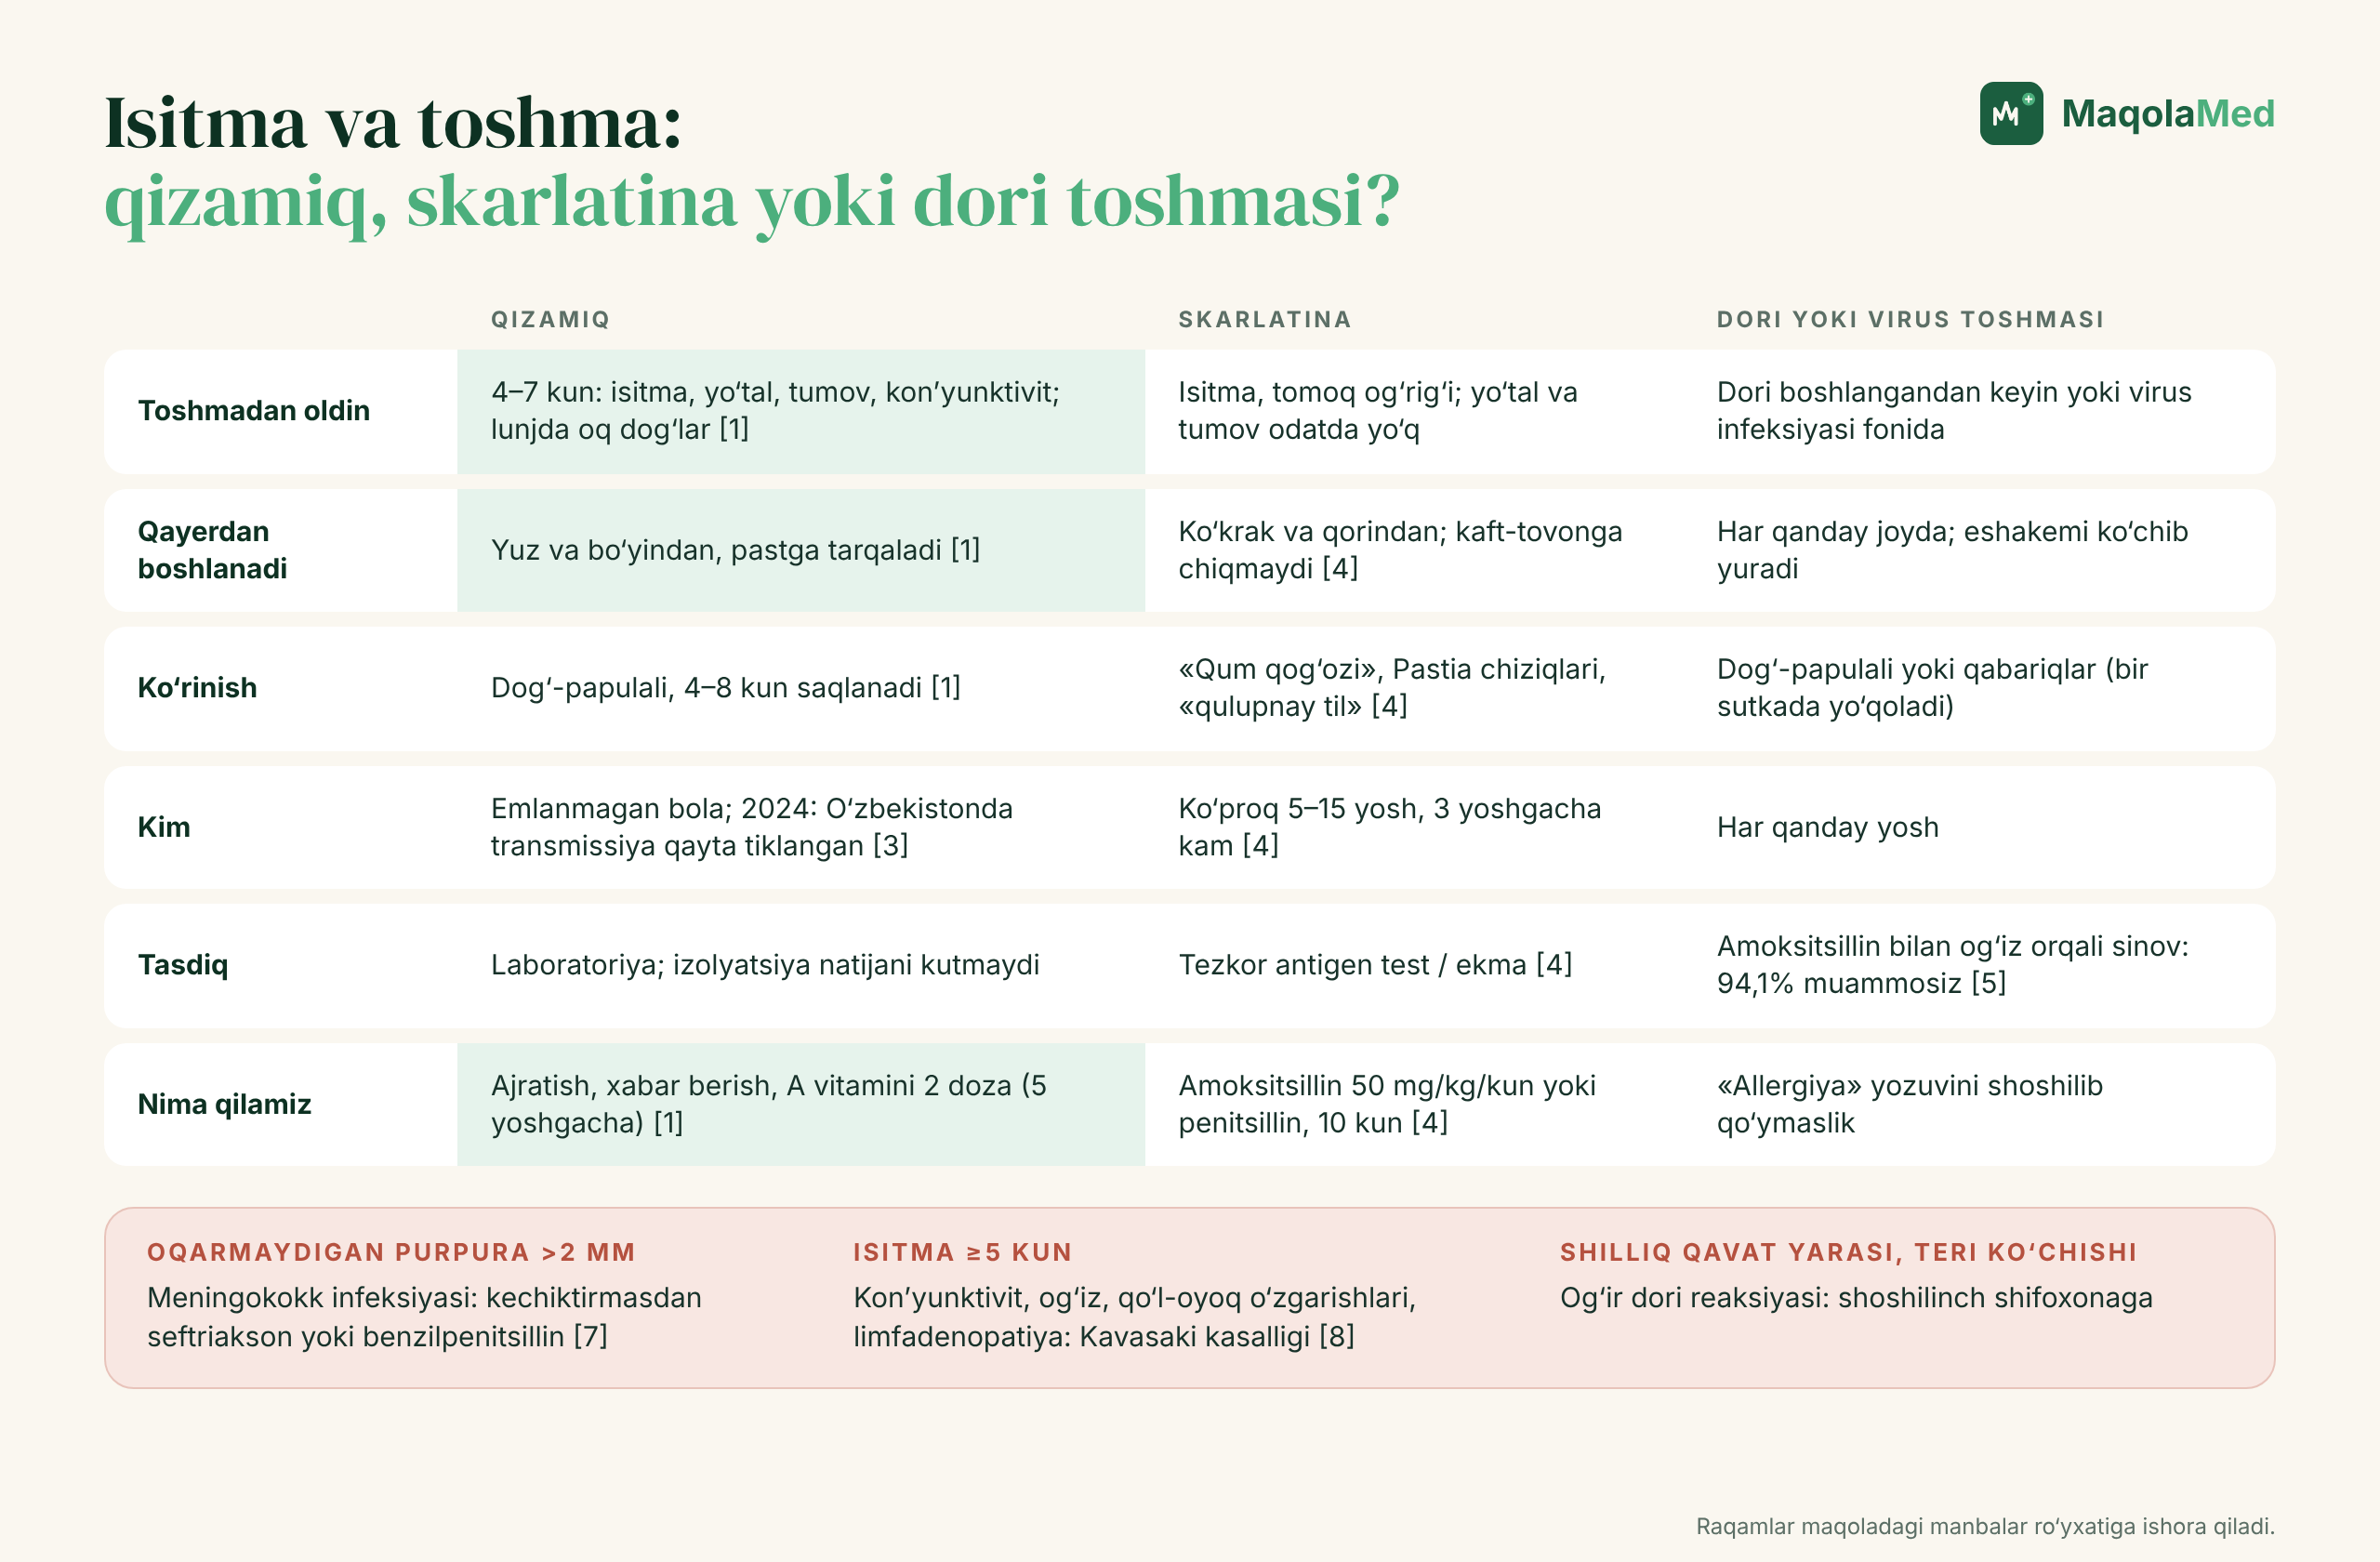 Isitma va toshma:
qizamiq, skarlatina yoki dori toshmasi?
MaqolaMed
QIZAMIQ
SKARLATINA
DORI YOKI VIRUS TOSHMASI
Toshmadan oldin
4–7 kun: isitma, yo‘tal, tumov, kon’yunktivit;
lunjda oq dog‘lar [1]
Isitma, tomoq og‘rig‘i; yo‘tal va
tumov odatda yo‘q
Dori boshlangandan keyin yoki virus
infeksiyasi fonida
Qayerdan
boshlanadi
Yuz va bo‘yindan, pastga tarqaladi [1]
Ko‘krak va qorindan; kaft-tovonga
chiqmaydi [4]
Har qanday joyda; eshakemi ko‘chib
yuradi
Ko‘rinish
Dog‘-papulali, 4–8 kun saqlanadi [1]
«Qum qog‘ozi», Pastia chiziqlari,
«qulupnay til» [4]
Dog‘-papulali yoki qabariqlar (bir
sutkada yo‘qoladi)
Kim
Emlanmagan bola; 2024: O‘zbekistonda
transmissiya qayta tiklangan [3]
Ko‘proq 5–15 yosh, 3 yoshgacha
kam [4]
Har qanday yosh
Tasdiq
Laboratoriya; izolyatsiya natijani kutmaydi
Tezkor antigen test / ekma [4]
Amoksitsillin bilan og‘iz orqali sinov:
94,1% muammosiz [5]
Nima qilamiz
Ajratish, xabar berish, A vitamini 2 doza (5
yoshgacha) [1]
Amoksitsillin 50 mg/kg/kun yoki
penitsillin, 10 kun [4]
«Allergiya» yozuvini shoshilib
qo‘ymaslik
OQARMAYDIGAN PURPURA >2 MM
Meningokokk infeksiyasi: kechiktirmasdan
seftriakson yoki benzilpenitsillin [7]
ISITMA ≥5 KUN
Kon’yunktivit, og‘iz, qo‘l-oyoq o‘zgarishlari,
limfadenopatiya: Kavasaki kasalligi [8]
SHILLIQ QAVAT YARASI, TERI KO‘CHISHI
Og‘ir dori reaksiyasi: shoshilinch shifoxonaga
Raqamlar maqoladagi manbalar ro‘yxatiga ishora qiladi.